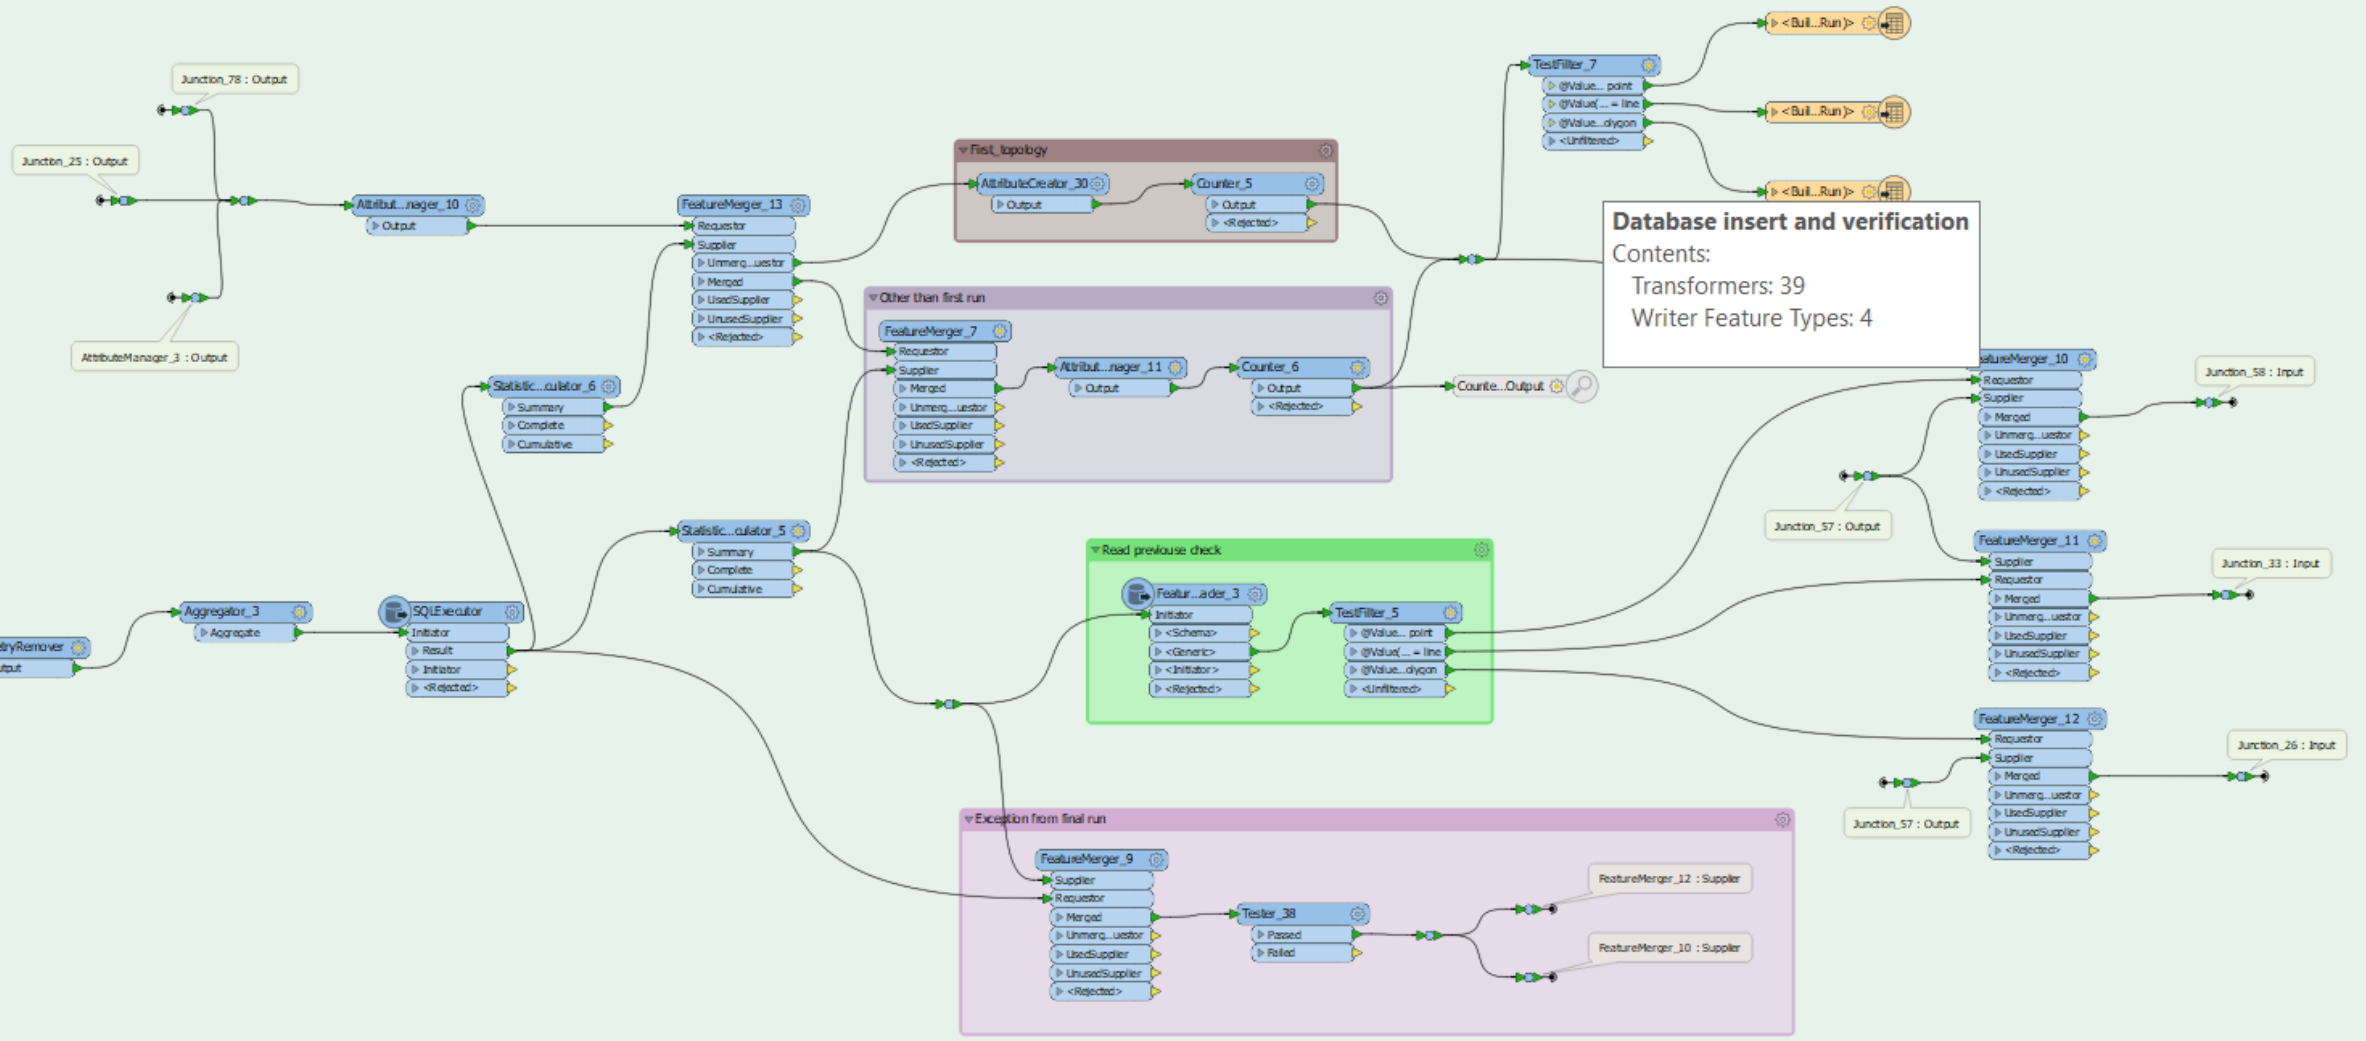 Junction_78 : Output
Junction_25 : Output
AttributeManager_3 : Output
Attribut...nager_10
Output
FeatureMerger_13
Requestor
Supplier
Unmerg...uestor
Merged
UsedSupplier
UnusedSupplier
<Rejected>
Statistic...culator_6
Summary
Complete
Cumulative
First_topology
AttributeCreator_30
Output
Counter_5
Output
<Rejected>
Other than first run
FeatureMerger_7
Requestor
Supplier
Merged
Unmerg...uestor
UsedSupplier
UnusedSupplier
<Rejected>
Attribut...nager_11
Output
Counter_6
Output
<Rejected>
Counte...Output
TestFilter_7
@Value... point
@Value(... = line
@Value...olygon
<Unfiltered>
<Buil...Run)>
<Buil...Run)>
<Buil...Run)>
Database insert and verification
Contents:
Transformers: 39
Writer Feature Types: 4
etryRemover
utput
Aggregator_3
Aggregate
SQLExecutor
Initiator
Result
Initiator
<Rejected>
Statistic...culator_5
Summary
Complete
Cumulative
Read previouse check
Featur...ader_3
Initiator
<Schema>
<Generic>
<Initiator>
<Rejected>
TestFilter_5
@Value... point
@Value(... = line
@Value...olygon
<Unfiltered>
eatureMerger_10
Requestor
Supplier
Merged
Unmerg...uestor
UsedSupplier
UnusedSupplier
<Rejected>
Junction_58 : Input
Junction_57 : Output
FeatureMerger_11
Supplier
Requestor
Merged
Unmerg...uestor
UsedSupplier
UnusedSupplier
<Rejected>
Junction_33 : Input
FeatureMerger_12
Requestor
Supplier
Merged
Unmerg...uestor
UsedSupplier
UnusedSupplier
<Rejected>
Junction_26 : Input
Junction_57 : Output
Exception from final run
FeatureMerger_9
Supplier
Requestor
Merged
Unmerg...uestor
UsedSupplier
UnusedSupplier
<Rejected>
Tester_38
Passed
Failed
FeatureMerger_12 : Supplier
FeatureMerger_10 : Supplier